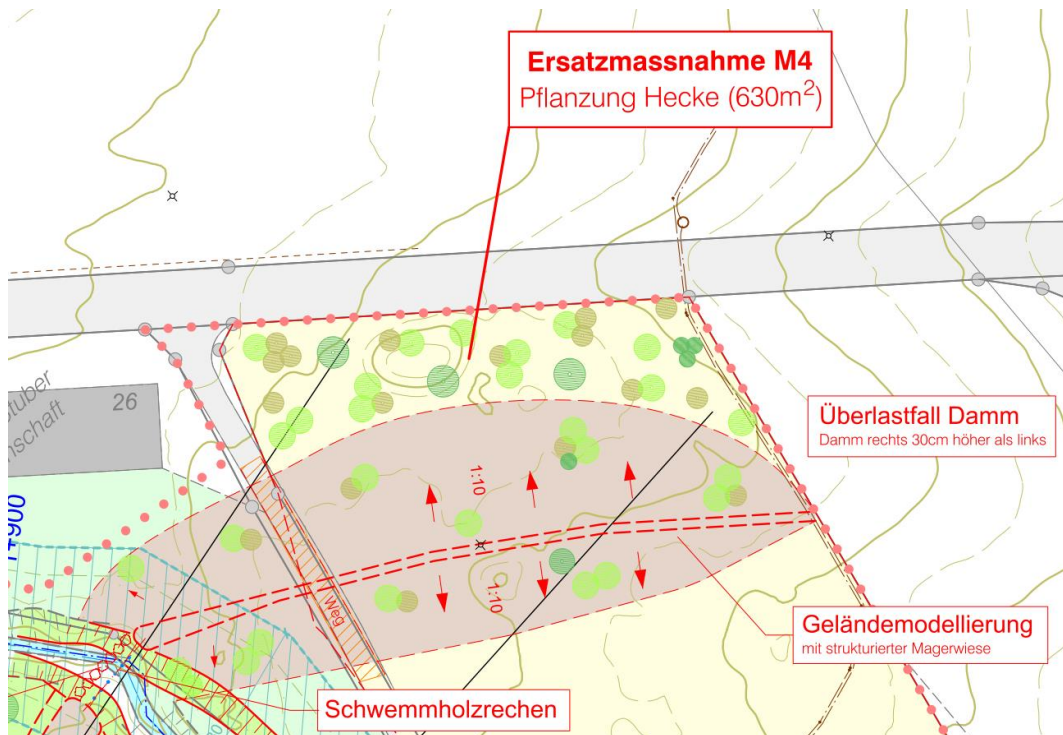 Ersatzmassnahme M4
Pflanzung Hecke (630m²)
26
Überlastfall Damm
Damm rechts 30cm höher als links
1:10
1:10
Weg
Geländemodellierung
mit strukturierter Magerwiese
Schwemmholzrechen